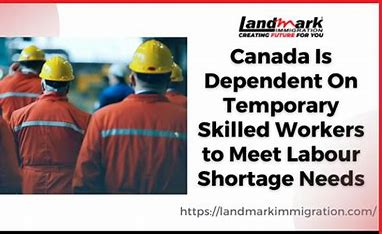 Landmark
IMMIGRATION
CREATING FUTURE FOR YOU
Canada Is
Dependent On
Temporary
Skilled Workers
to Meet Labour
Shortage Needs
https://landmarkimmigration.com/